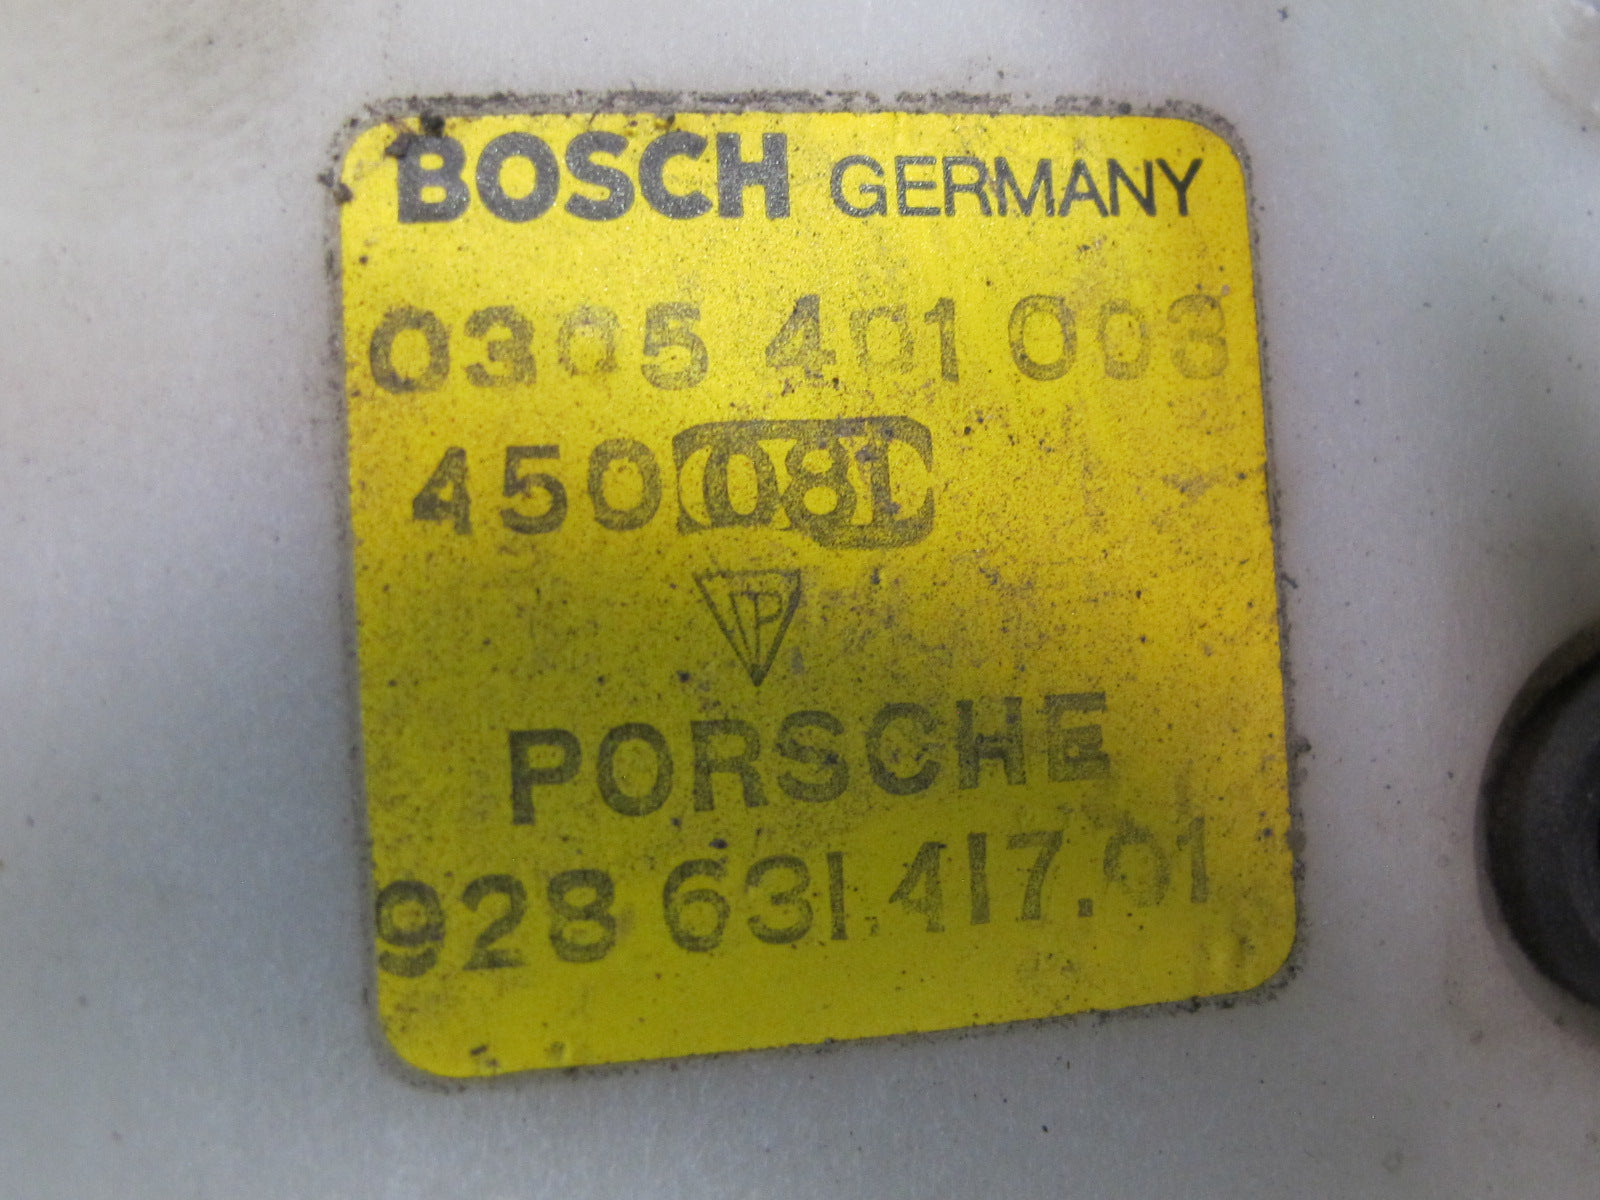 BOSCH GERMANY
0305 401 003
450
PORSCHE
928 631.417.01